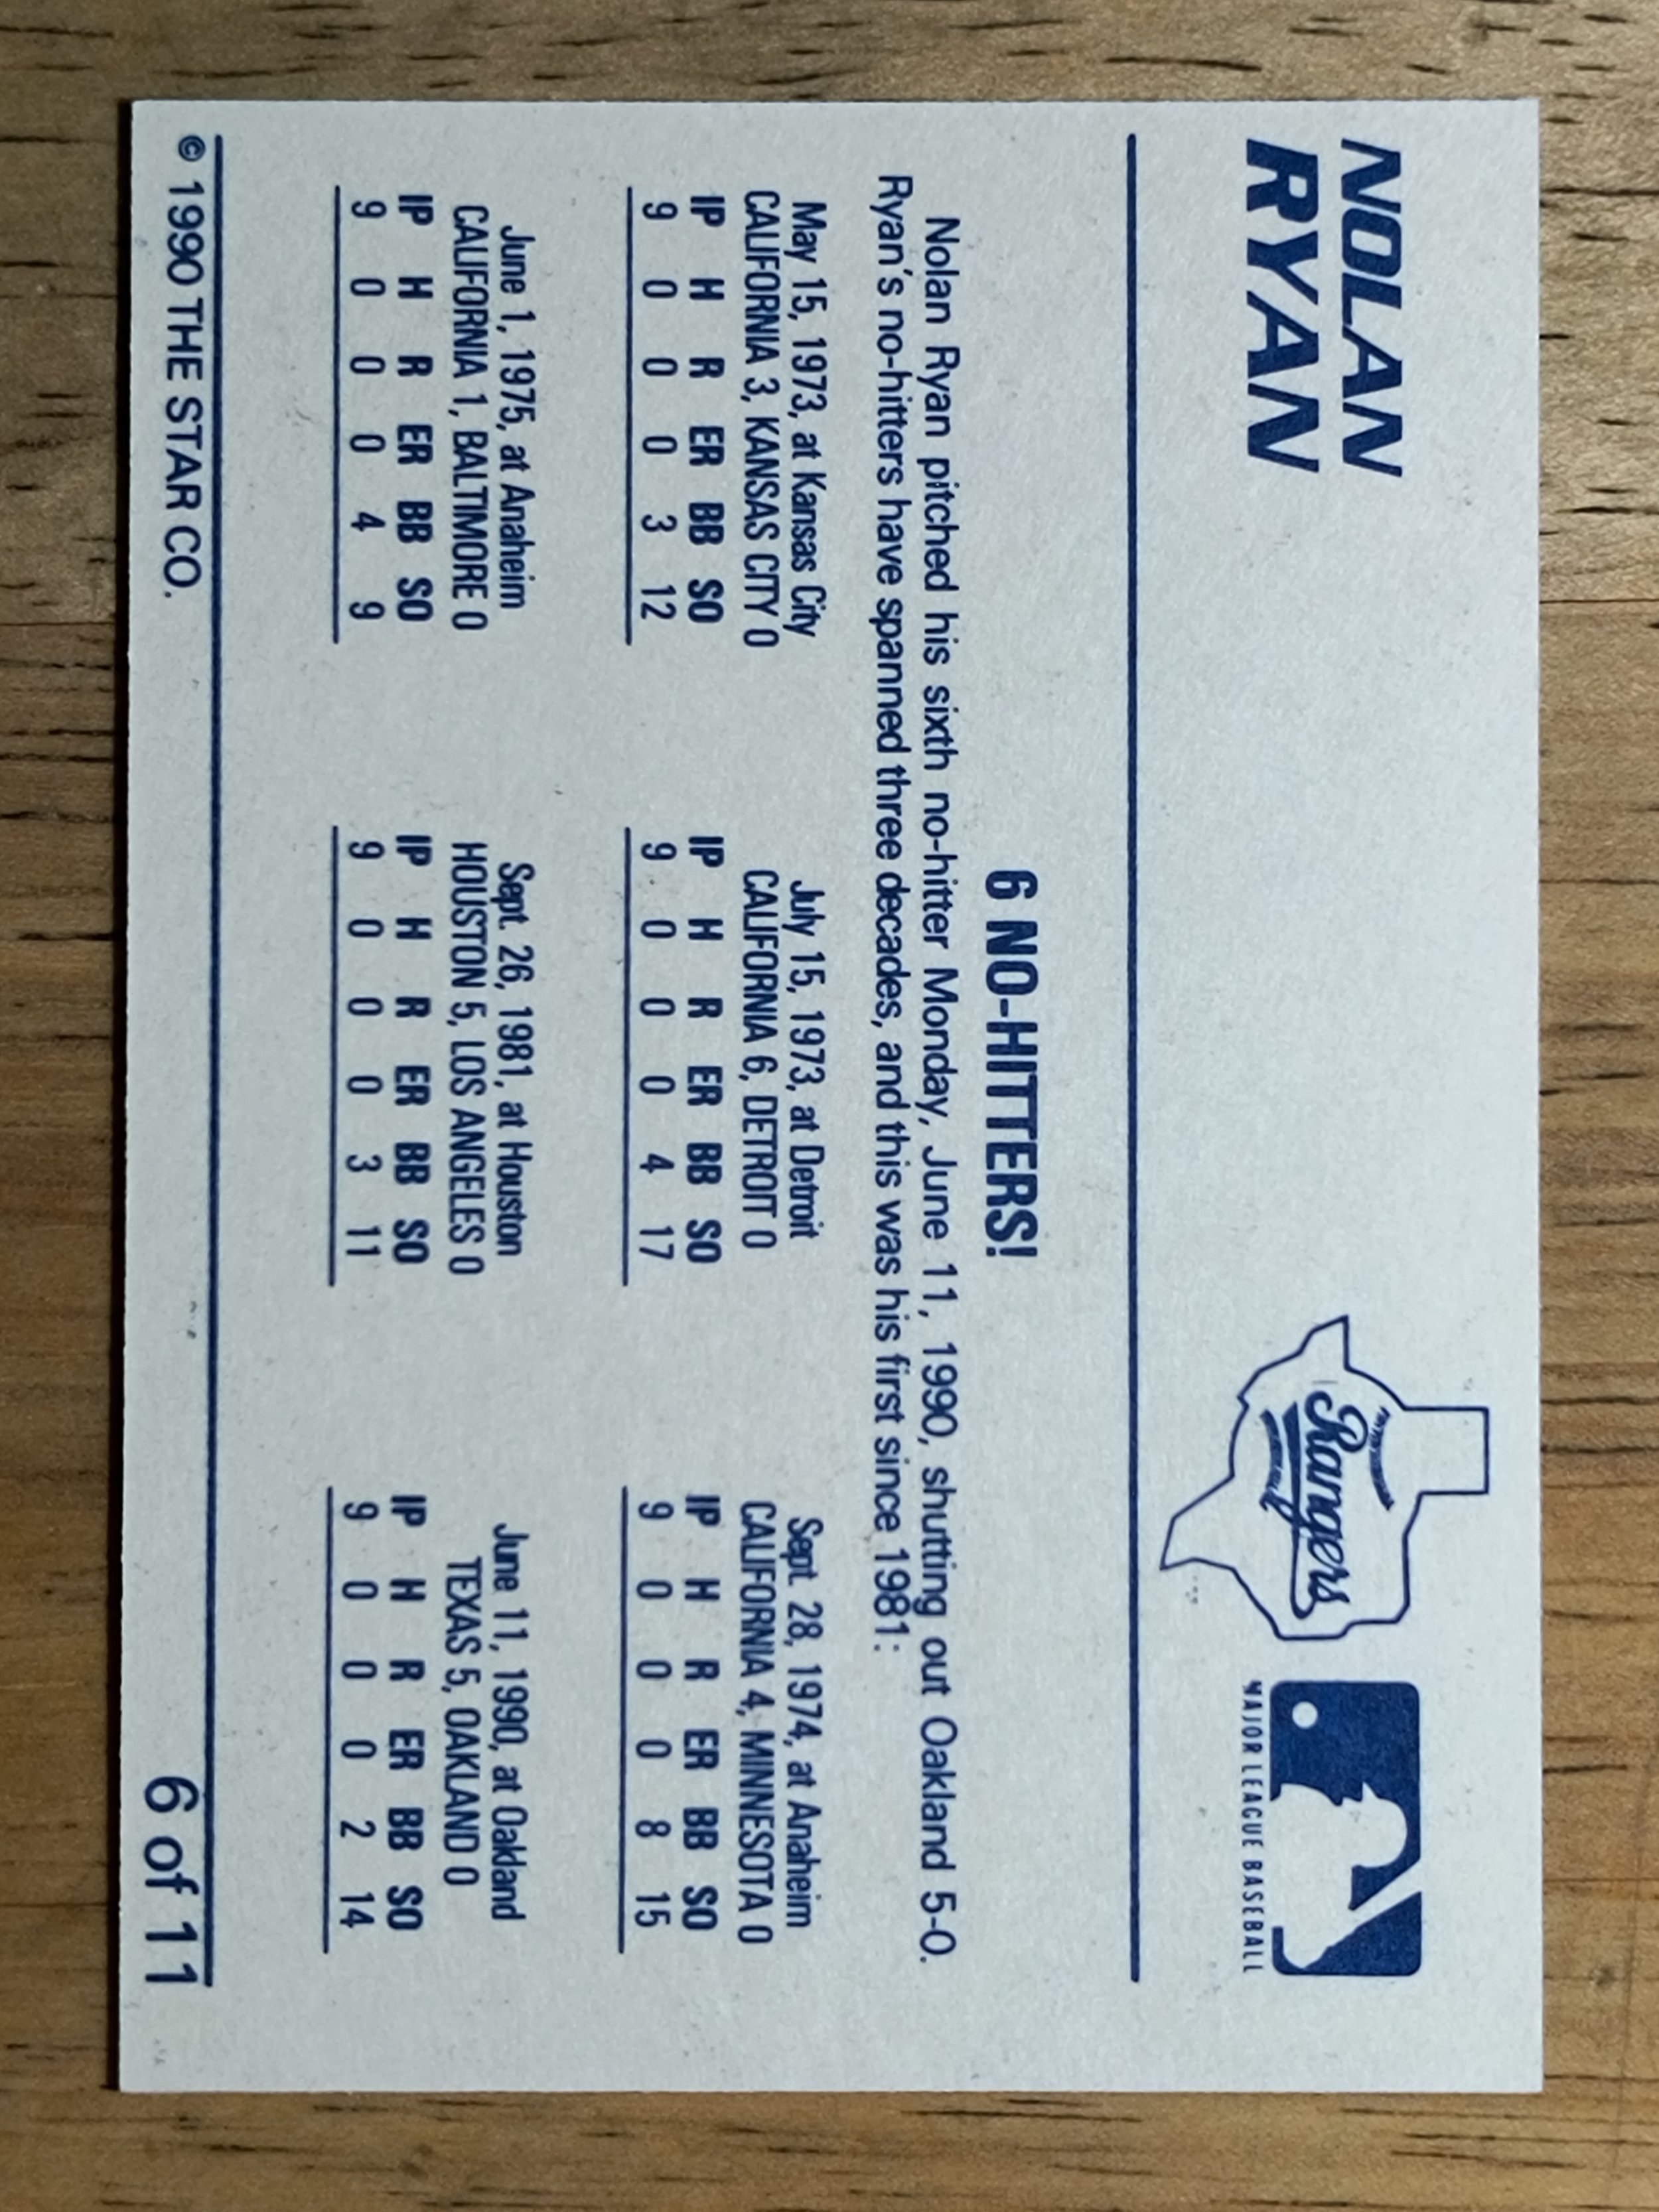 NOLAN
RYAN
Rangers
MAJOR LEAGUE BASEBALL
6 NO-HITTERS!
Nolan Ryan pitched his sixth no-hitter Monday, June 11, 1990, shutting out Oakland 5-0.
Ryan's no-hitters have spanned three decades, and this was his first since 1981:
May 15, 1973, at Kansas City
CALIFORNIA 3, KANSAS CITY 0
IP H R ER BB SO
9 0 0 0 3 12
July 15, 1973, at Detroit
CALIFORNIA 6, DETROIT 0
IP H R ER BB SO
9 0 0 0 4 17
Sept. 28, 1974, at Anaheim
CALIFORNIA 4, MINNESOTA 0
IP H R ER BB SO
9 0 0 0 8 15
June 1, 1975, at Anaheim
CALIFORNIA 1, BALTIMORE 0
IP H R ER BB SO
9 0 0 0 4 9
Sept. 26, 1981, at Houston
HOUSTON 5, LOS ANGELES 0
IP H R ER BB SO
9 0 0 0 3 11
June 11, 1990, at Oakland
TEXAS 5, OAKLAND 0
IP H R ER BB SO
9 0 0 0 2 14
© 1990 THE STAR CO.
6 of 11